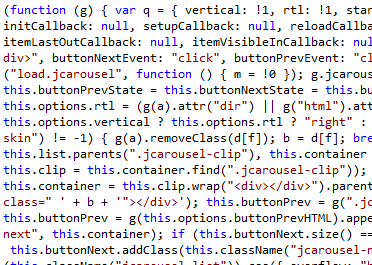 (function (g) { var q = { vertical: !1, rtl: !1, star
initCallback: null, setupCallback: null, reloadCallba
itemLastOutCallback: null, itemVisibleInCallback: nul
div>", buttonNextEvent: "click", buttonPrevEvent: "cl
("load.jcarousel", function () { m = !0 }); g.jcarous
this.buttonPrevState = this.buttonNextState = this.bu
this.options.rtl = (g(a).attr("dir") || g("html").att
this.options.vertical ? this.options.rtl ? "right" :
skin") != -1) { g(a).removeClass(d[f]); b = d[f]; bre
this.list.parents(".jcarousel-clip"), this.container
this.clip = this.container.find(".jcarousel-clip"));
this.container = this.clip.wrap("<div></div>").parent
class=" ' + b + '"></div>'); this.buttonPrev = g(".jc
this.buttonPrev = g(this.options.buttonPrevHTML).appe
next", this.container); if (this.buttonNext.size() ==
this.buttonNext.addClass(this.className("jcarousel-n